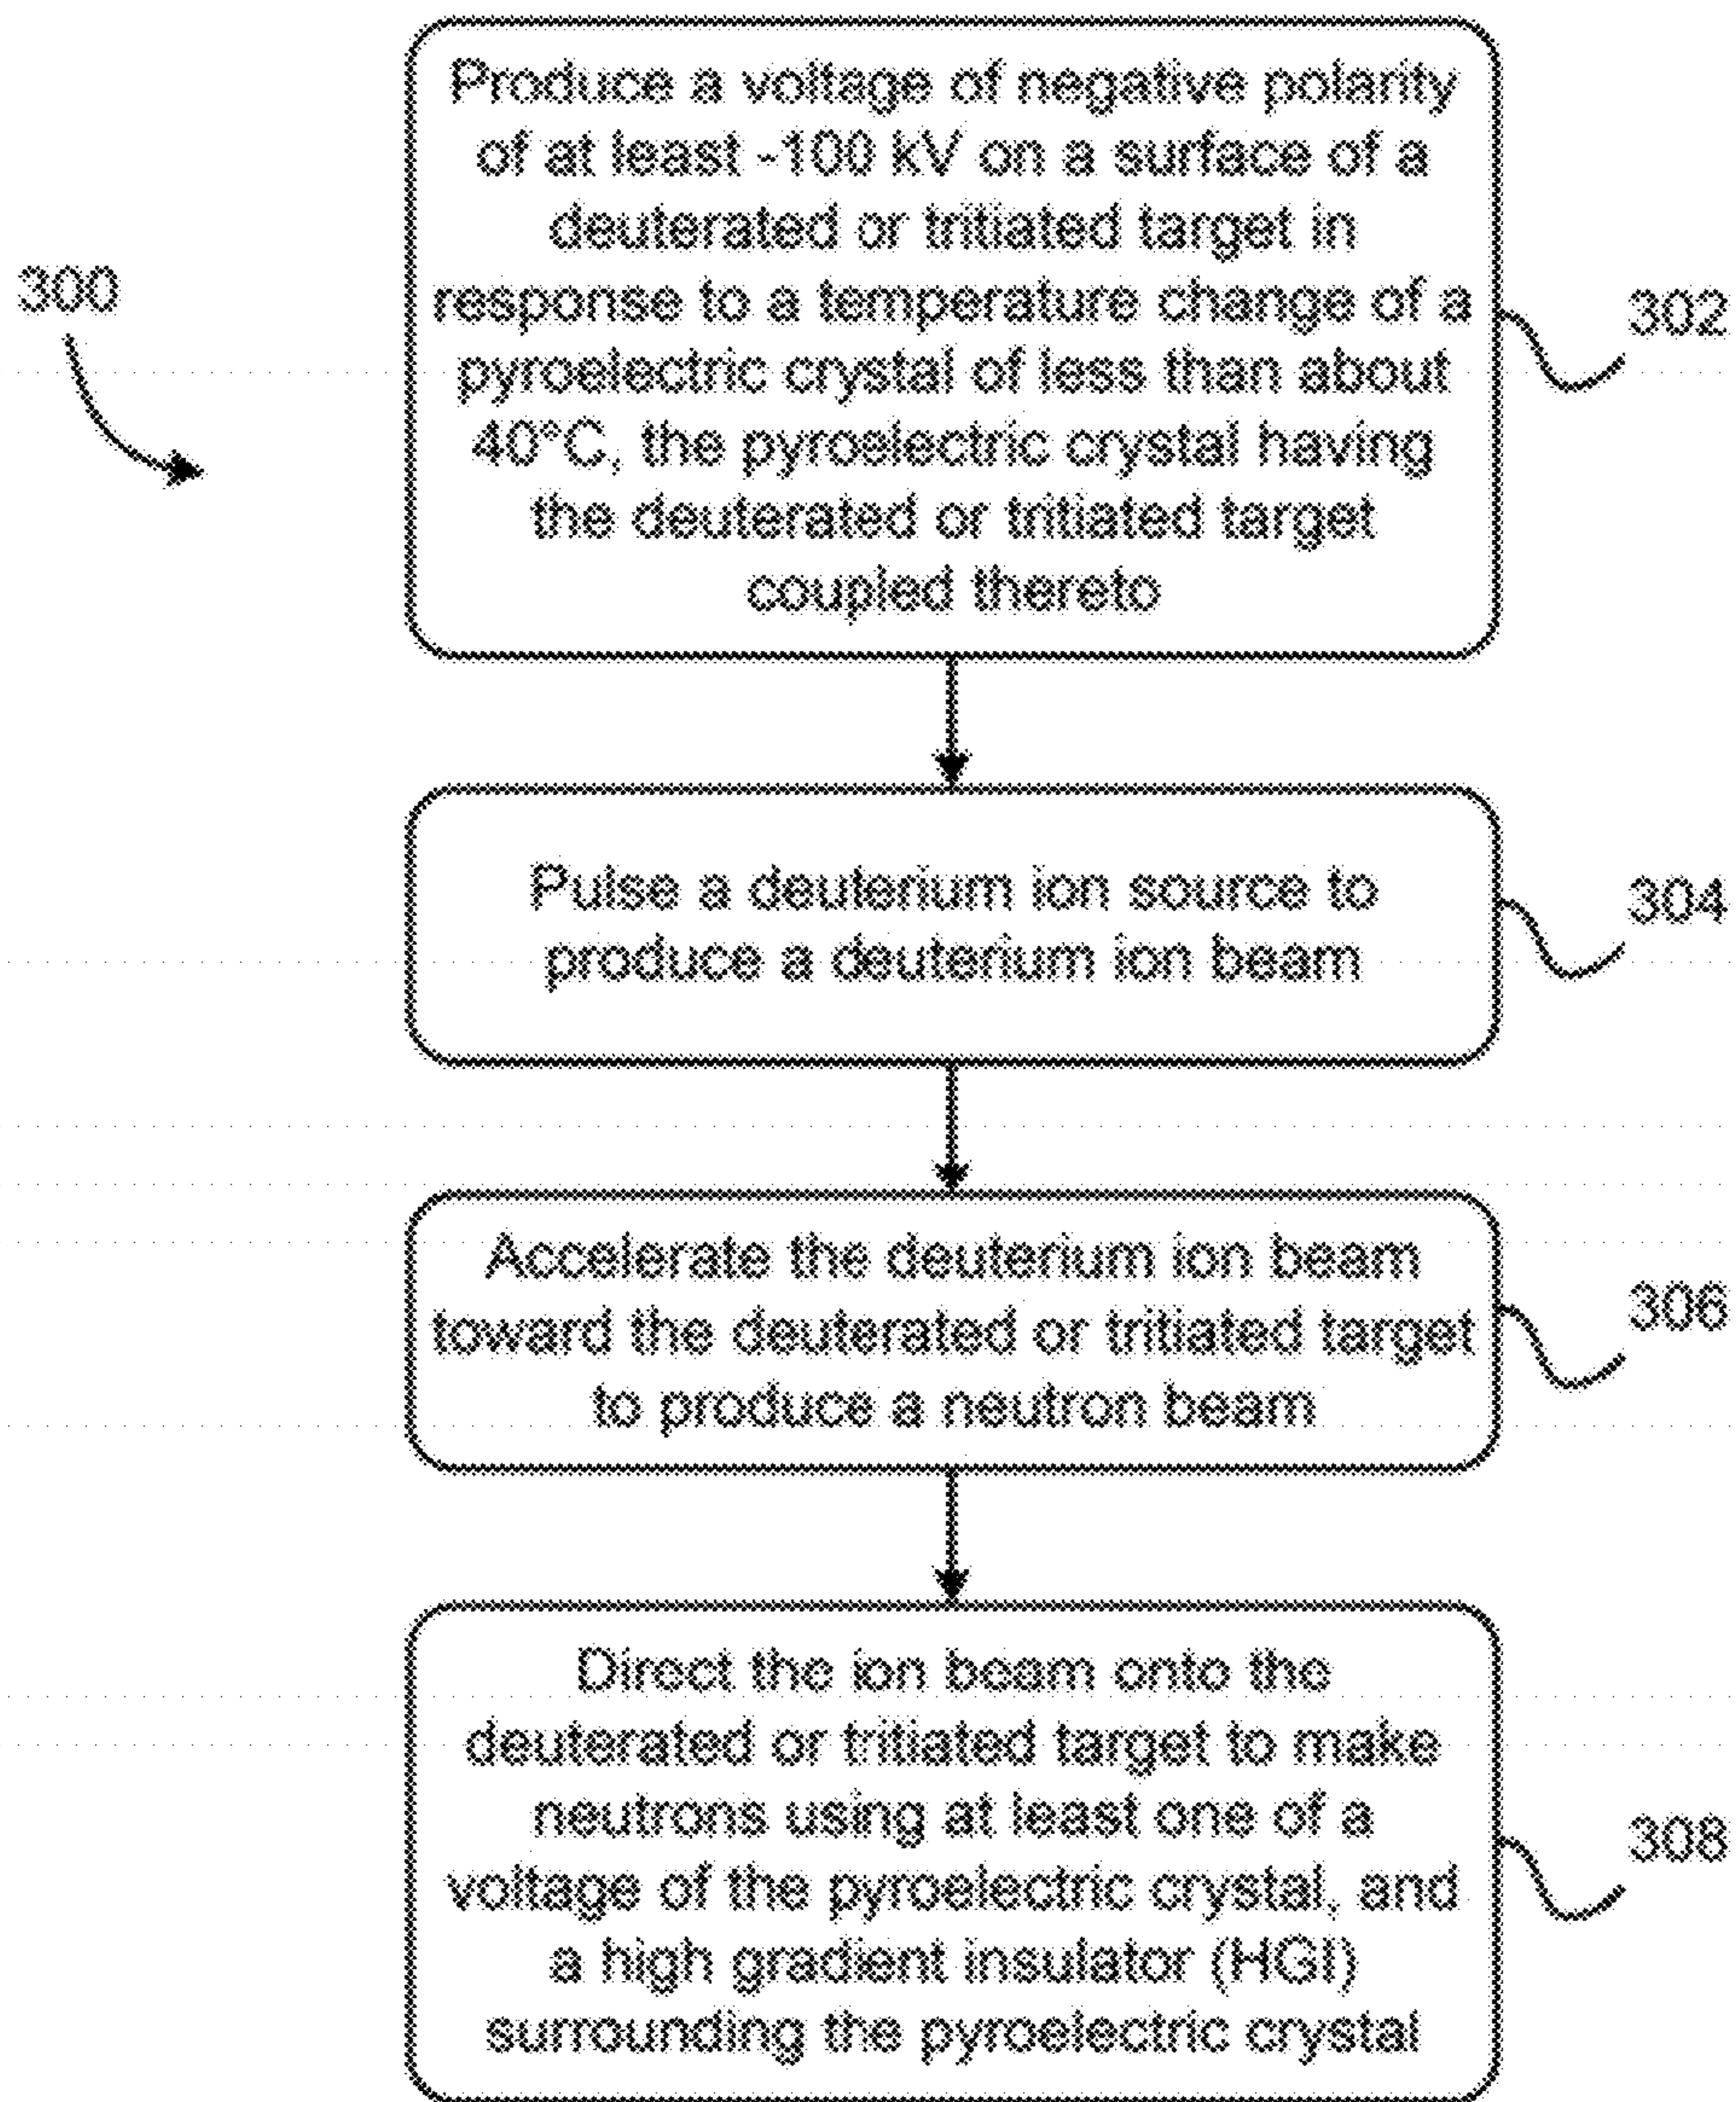 300
Produce a voltage of negative polarity
of at least -100 kV on a surface of a
deuterated or tritiated target in
response to a temperature change of a
pyroelectric crystal of less than about
40°C, the pyroelectric crystal having
the deuterated or tritiated target
coupled thereto
302
Pulse a deuterium ion source to
produce a deuterium ion beam
304
Accelerate the deuterium ion beam
toward the deuterated or tritiated target
to produce a neutron beam
306
Direct the ion beam onto the
deuterated or tritiated target to make
neutrons using at least one of a
voltage of the pyroelectric crystal, and
a high gradient insulator (HGI)
surrounding the pyroelectric crystal
308